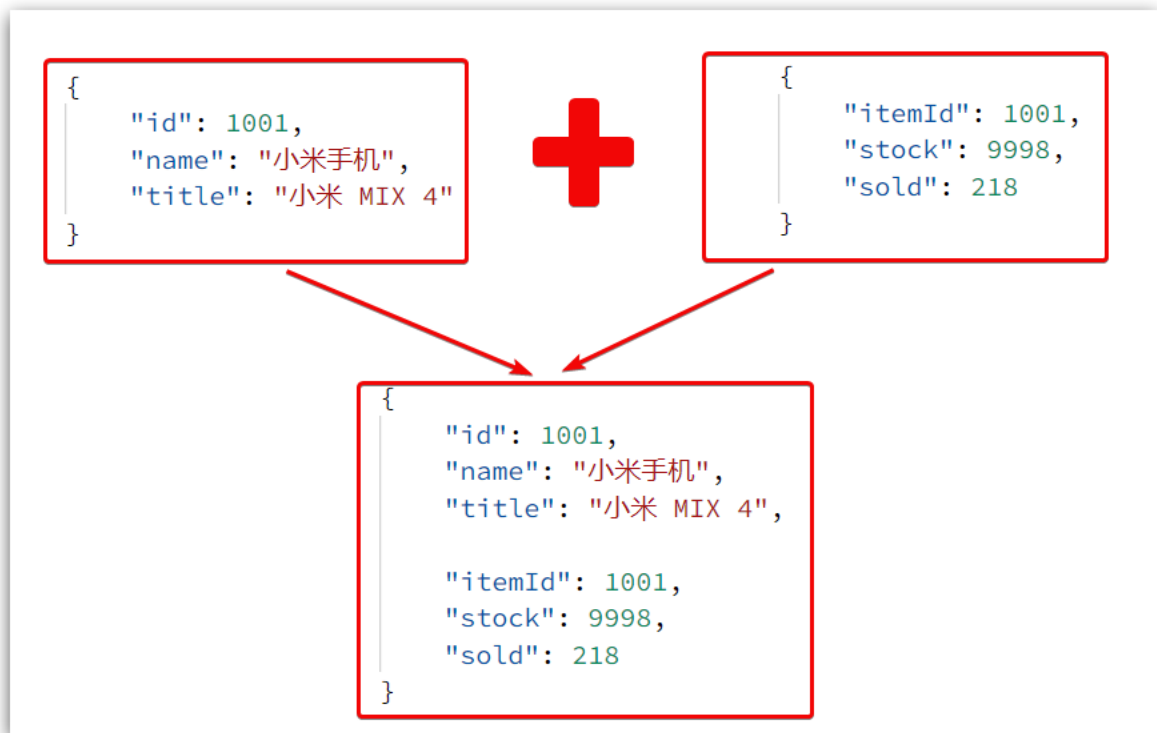 {
"id": 1001,
"name": "小米手机",
"title": "小米 MIX 4"
}
{
"itemId": 1001,
"stock": 9998,
"sold": 218
}
{
"id": 1001,
"name": "小米手机",
"title": "小米 MIX 4",
"itemId": 1001,
"stock": 9998,
"sold": 218
}